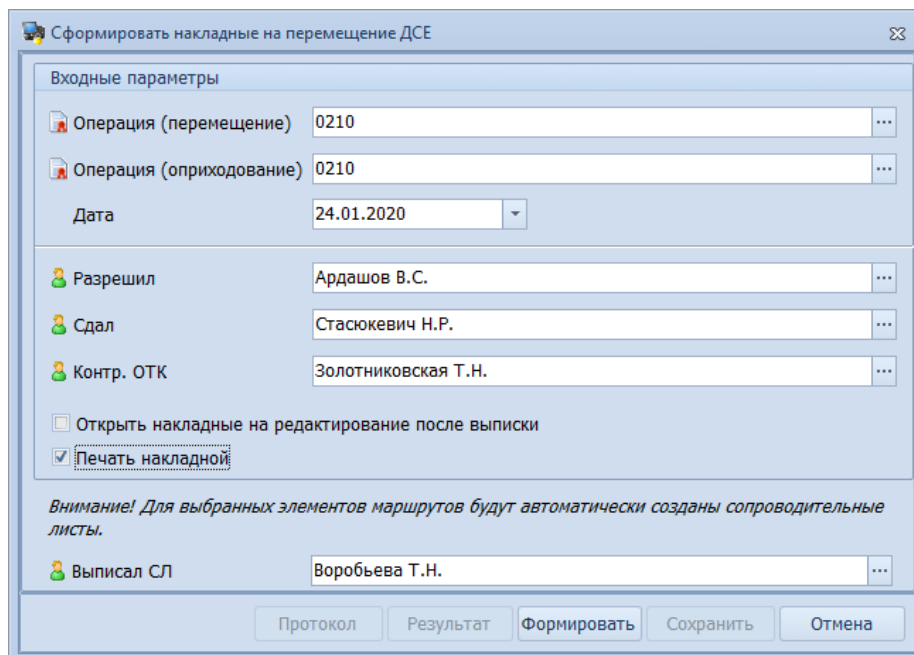 Сформировать накладные на перемещение ДСЕ
Входные параметры
Операция (перемещение) 0210 ...
Операция (оприходование) 0210 ...
Дата 24.01.2020
Разрешил Ардашов В.С. ...
Сдал Стасюкевич Н.Р. ...
Контр. ОТК Золотниковская Т.Н. ...
Открыть накладные на редактирование после выписки
Печать накладной
Внимание! Для выбранных элементов маршрутов будут автоматически созданы сопроводительные
листы.
Выписал СЛ Воробьева Т.Н. ...
Протокол Результат Формировать Сохранить Отмена